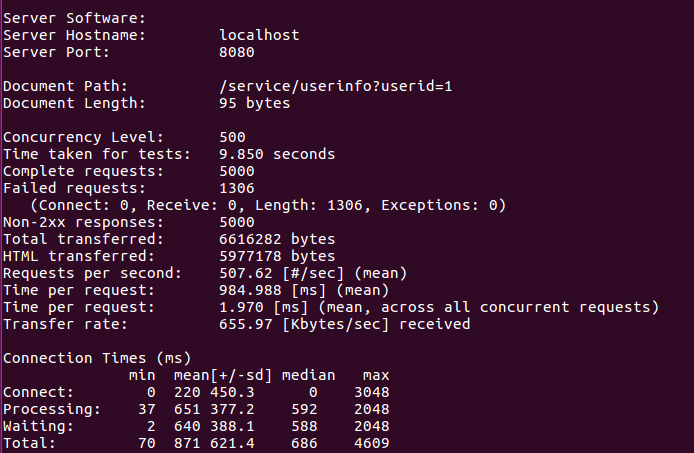 Server Software:
Server Hostname: localhost
Server Port: 8080
Document Path: /service/userinfo?userid=1
Document Length: 95 bytes
Concurrency Level: 500
Time taken for tests: 9.850 seconds
Complete requests: 5000
Failed requests: 1306
(Connect: 0, Receive: 0, Length: 1306, Exceptions: 0)
Non-2xx responses: 5000
Total transferred: 6616282 bytes
HTML transferred: 5977178 bytes
Requests per second: 507.62 [#/sec] (mean)
Time per request: 984.988 [ms] (mean)
Time per request: 1.970 [ms] (mean, across all concurrent requests)
Transfer rate: 655.97 [Kbytes/sec] received
Connection Times (ms)
min mean[+/-sd] median max
Connect: 0 220 450.3 0 3048
Processing: 37 651 377.2 592 2048
Waiting: 2 640 388.1 588 2048
Total: 70 871 621.4 686 4609